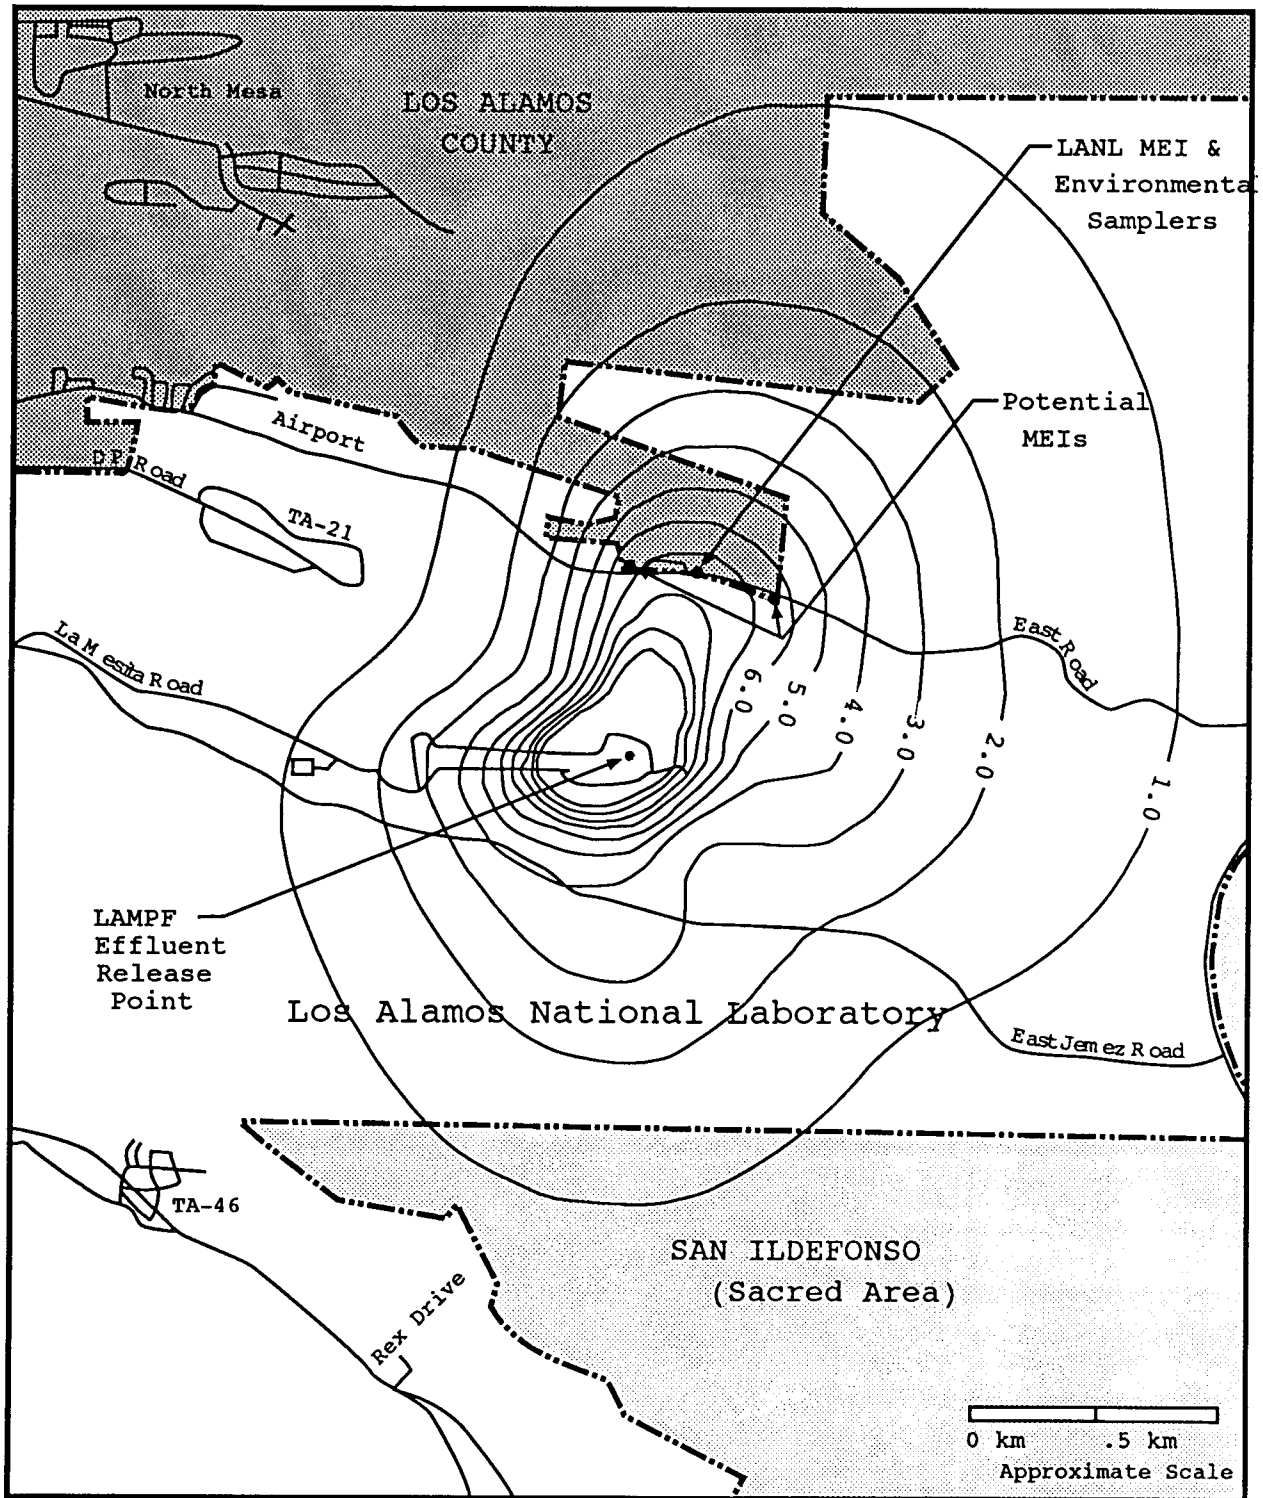 North Mesa
LOS ALAMOS
COUNTY
LANL MEI &
Environmenta
Samplers
Potential
MEIs
Airport
DP Road
TA-21
La Mesita Road
East Road
6.0
5.0
4.0
3.0
2.0
1.0
LAMPF
Effluent
Release
Point
Los Alamos National Laboratory
East Jemez Road
TA-46
SAN ILDEFONSO
(Sacred Area)
Rex Drive
0 km .5 km
Approximate Scale